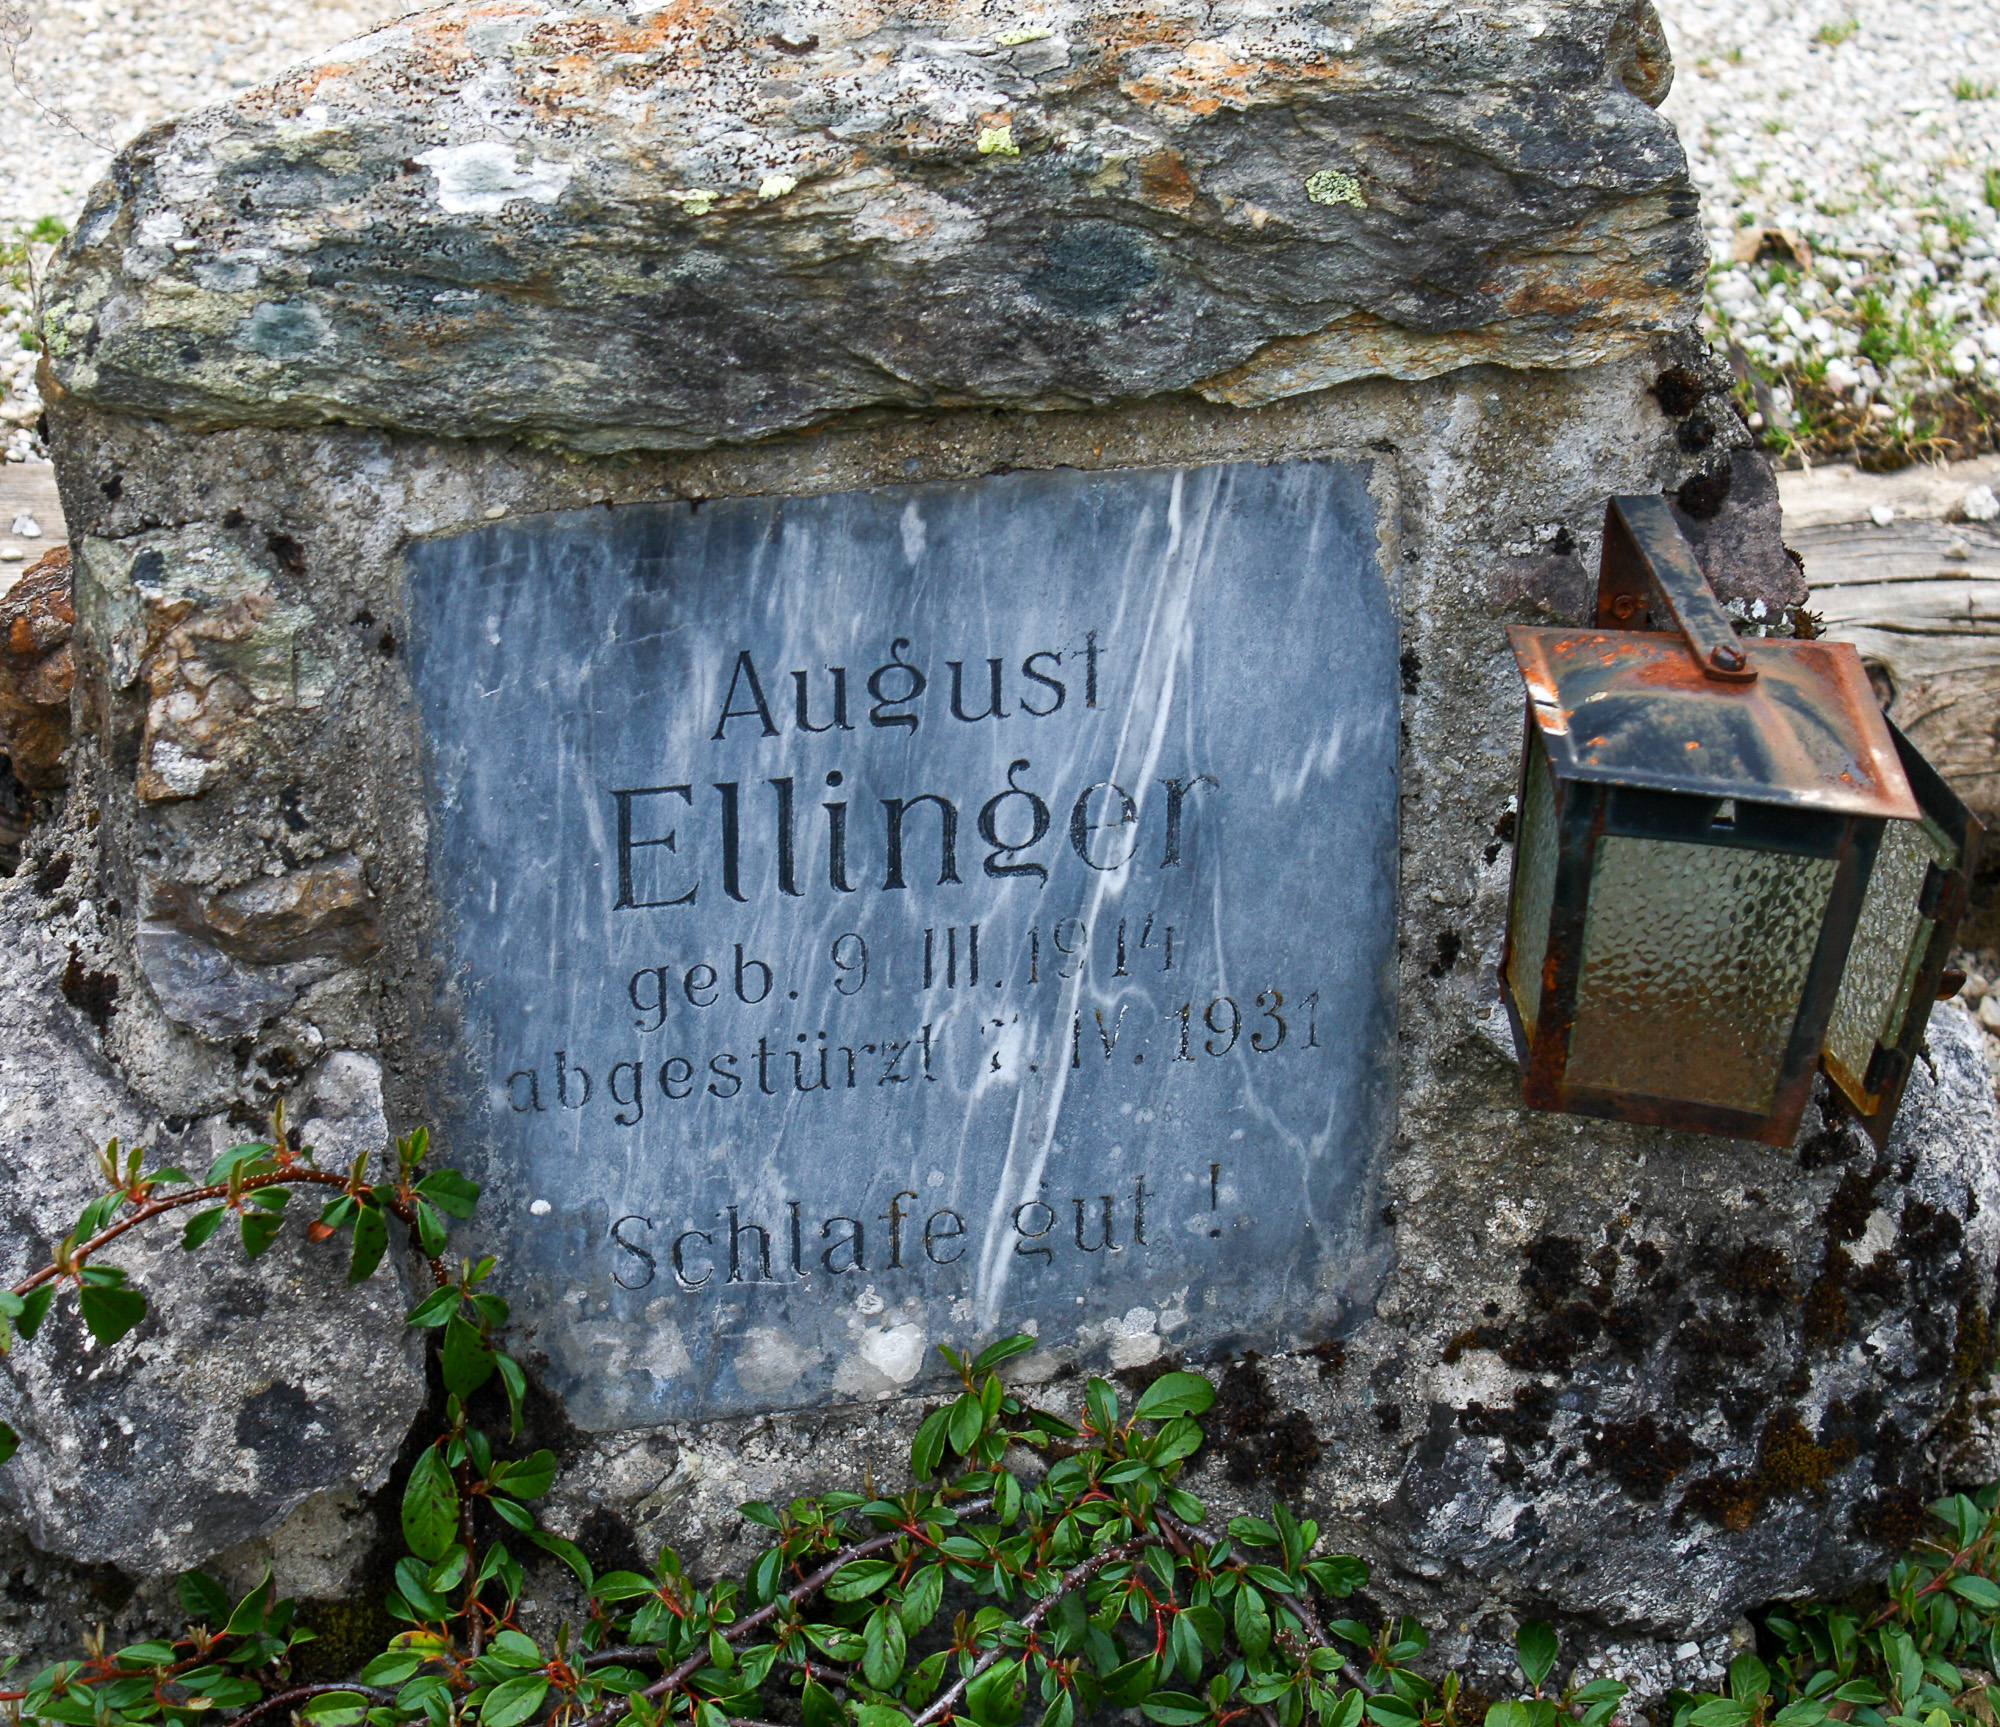 August
Ellinger
geb. 9 III. 1914
abgestürzt 7. IV. 1931
Schlafe gut !